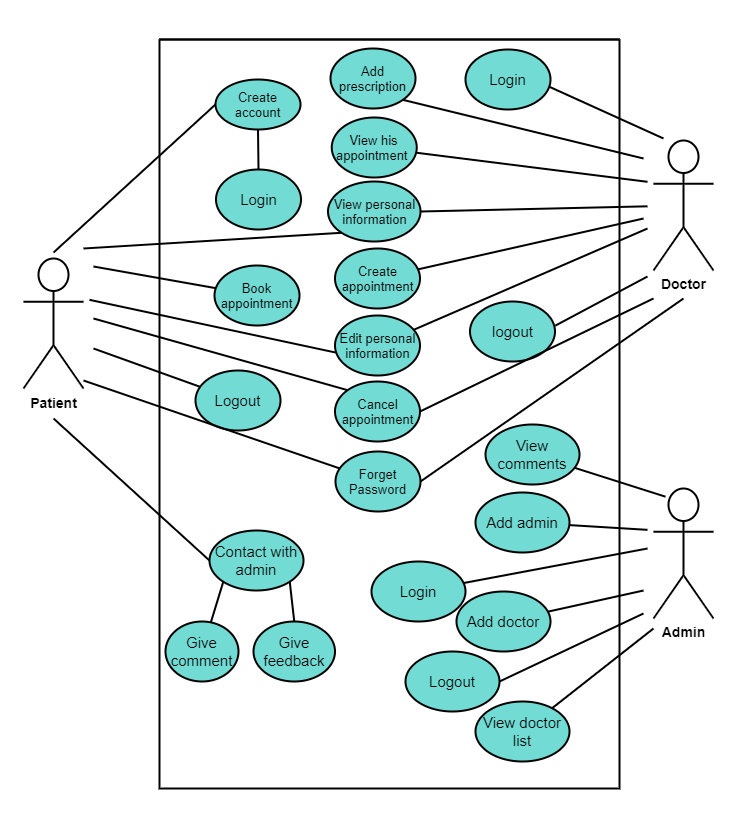 Add
prescription
Login
Create
account
View his
appointment
Login
View personal
information
Create
appointment
Book
appointment
Doctor
Edit personal
information
logout
Patient
Logout
Cancel
appointment
View
comments
Forget
Password
Add admin
Contact with
admin
Login
Add doctor
Admin
Give
comment
Give
feedback
Logout
View doctor
list